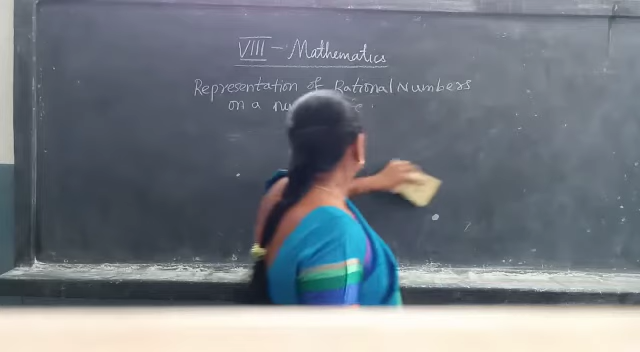 VIII - Mathematics
Representation of Rational Numbers
on a